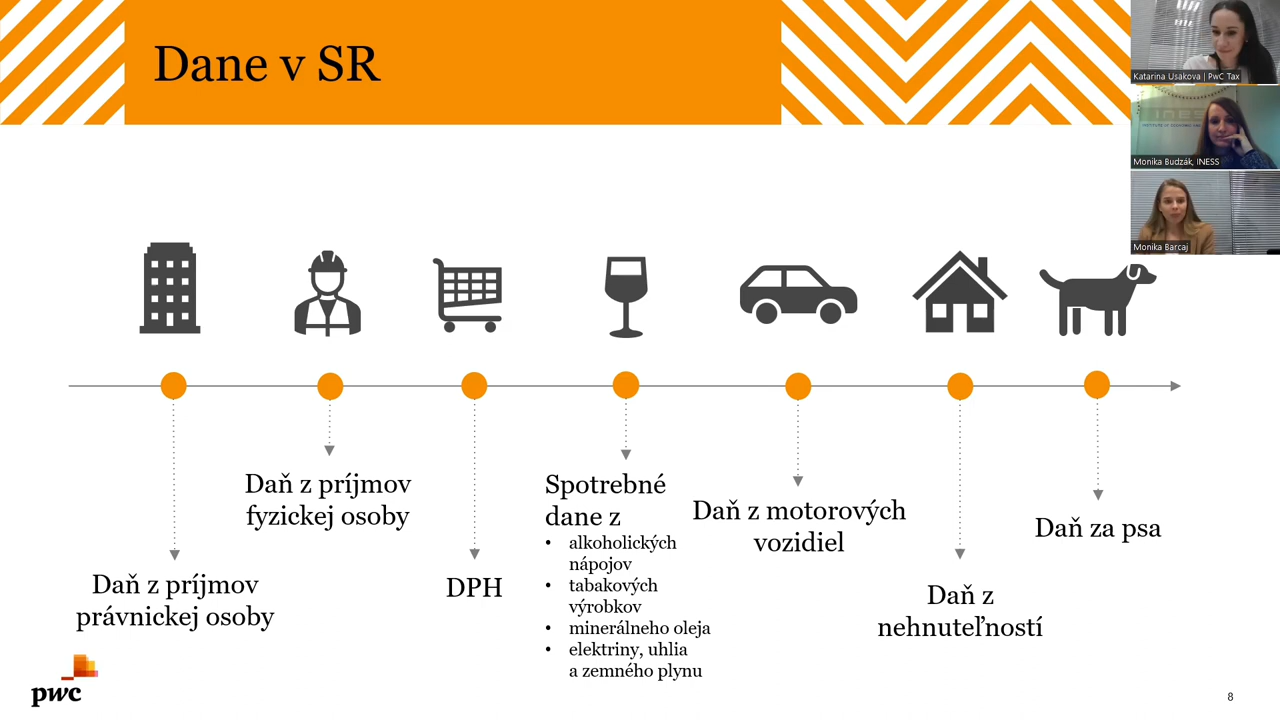 Dane v SR
Katarina Usakova | PwC Tax
Monika Budzák, INESS
Monika Barcaj
Daň z príjmov
právnickej osoby
Daň z príjmov
fyzickej osoby
DPH
Spotrebné
dane z
• alkoholických
nápojov
• tabakových
výrobkov
• minerálneho oleja
• elektriny, uhlia
a zemného plynu
Daň z motorových
vozidiel
Daň z
nehnuteľností
Daň za psa
pwc
8